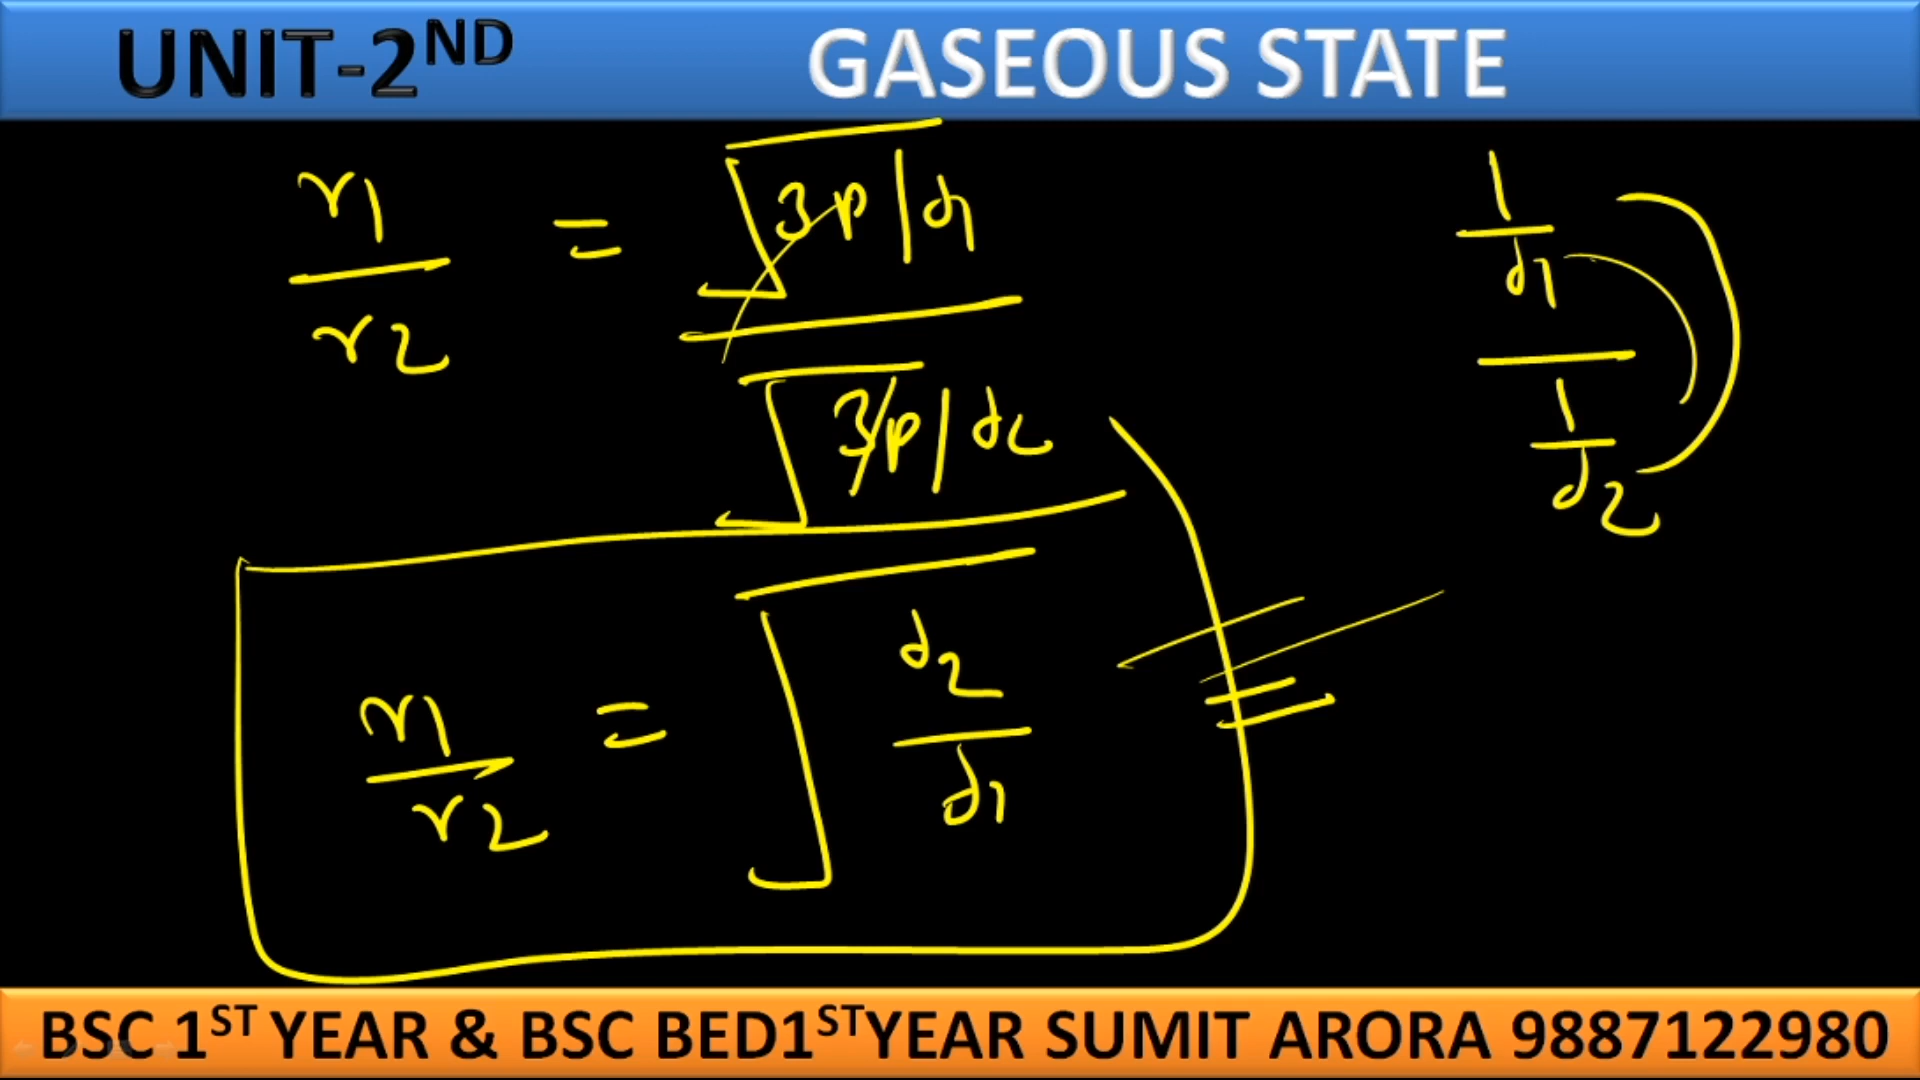 UNIT-2ND GASEOUS STATE
r1/r2 = √3p/d1 / √3p/d2
1/d1 / 1/d2
r1/r2 = √d2/d1
BSC 1ST YEAR & BSC BED1STYEAR SUMIT ARORA 9887122980